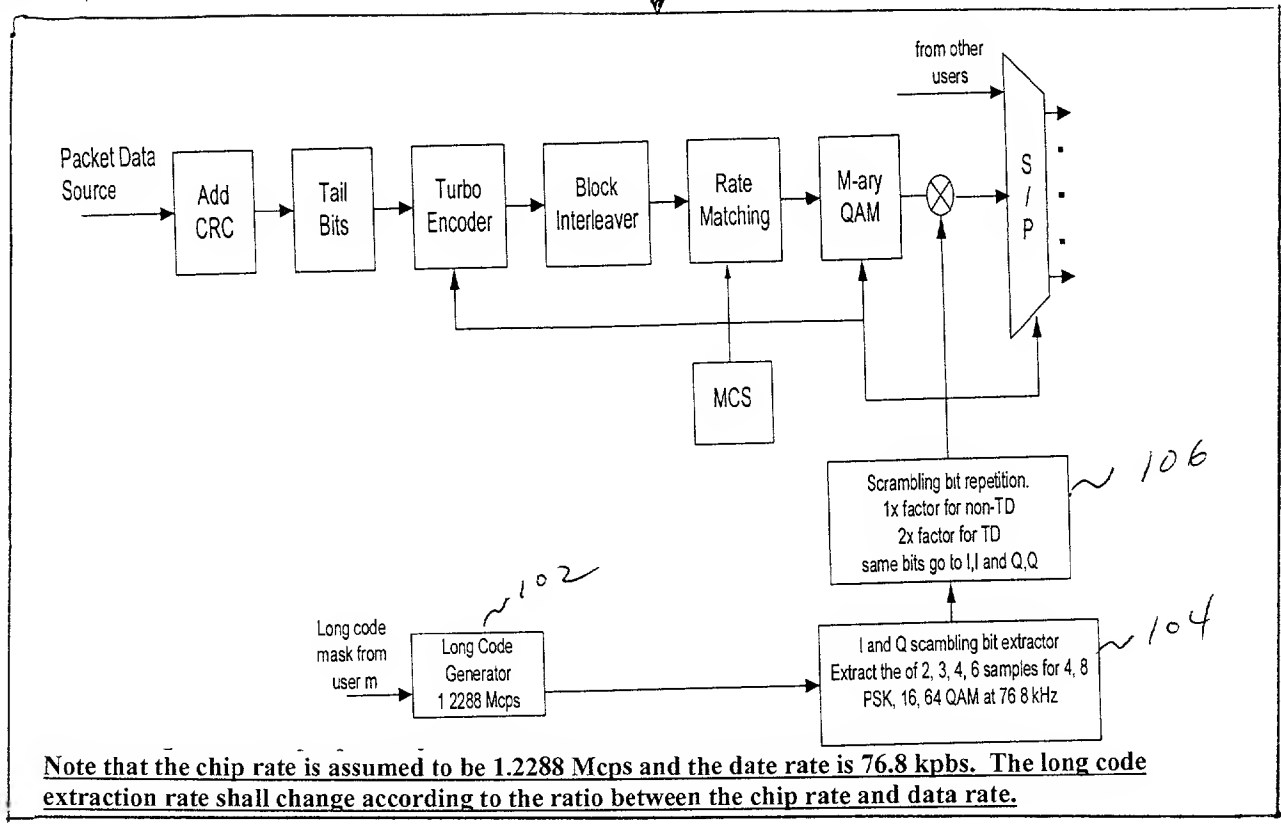 from other
users
Packet Data
Source
Add
CRC
Tail
Bits
Turbo
Encoder
Block
Interleaver
Rate
Matching
M-ary
QAM
S
/
P
MCS
Scrambling bit repetition.
1x factor for non-TD
2x factor for TD
same bits go to I,I and Q,Q
106
102
Long code
mask from
user m
Long Code
Generator
1 2288 Mcps
I and Q scambling bit extractor
Extract the of 2, 3, 4, 6 samples for 4, 8
PSK, 16, 64 QAM at 76 8 kHz
104
Note that the chip rate is assumed to be 1.2288 Mcps and the date rate is 76.8 kpbs. The long code
extraction rate shall change according to the ratio between the chip rate and data rate.